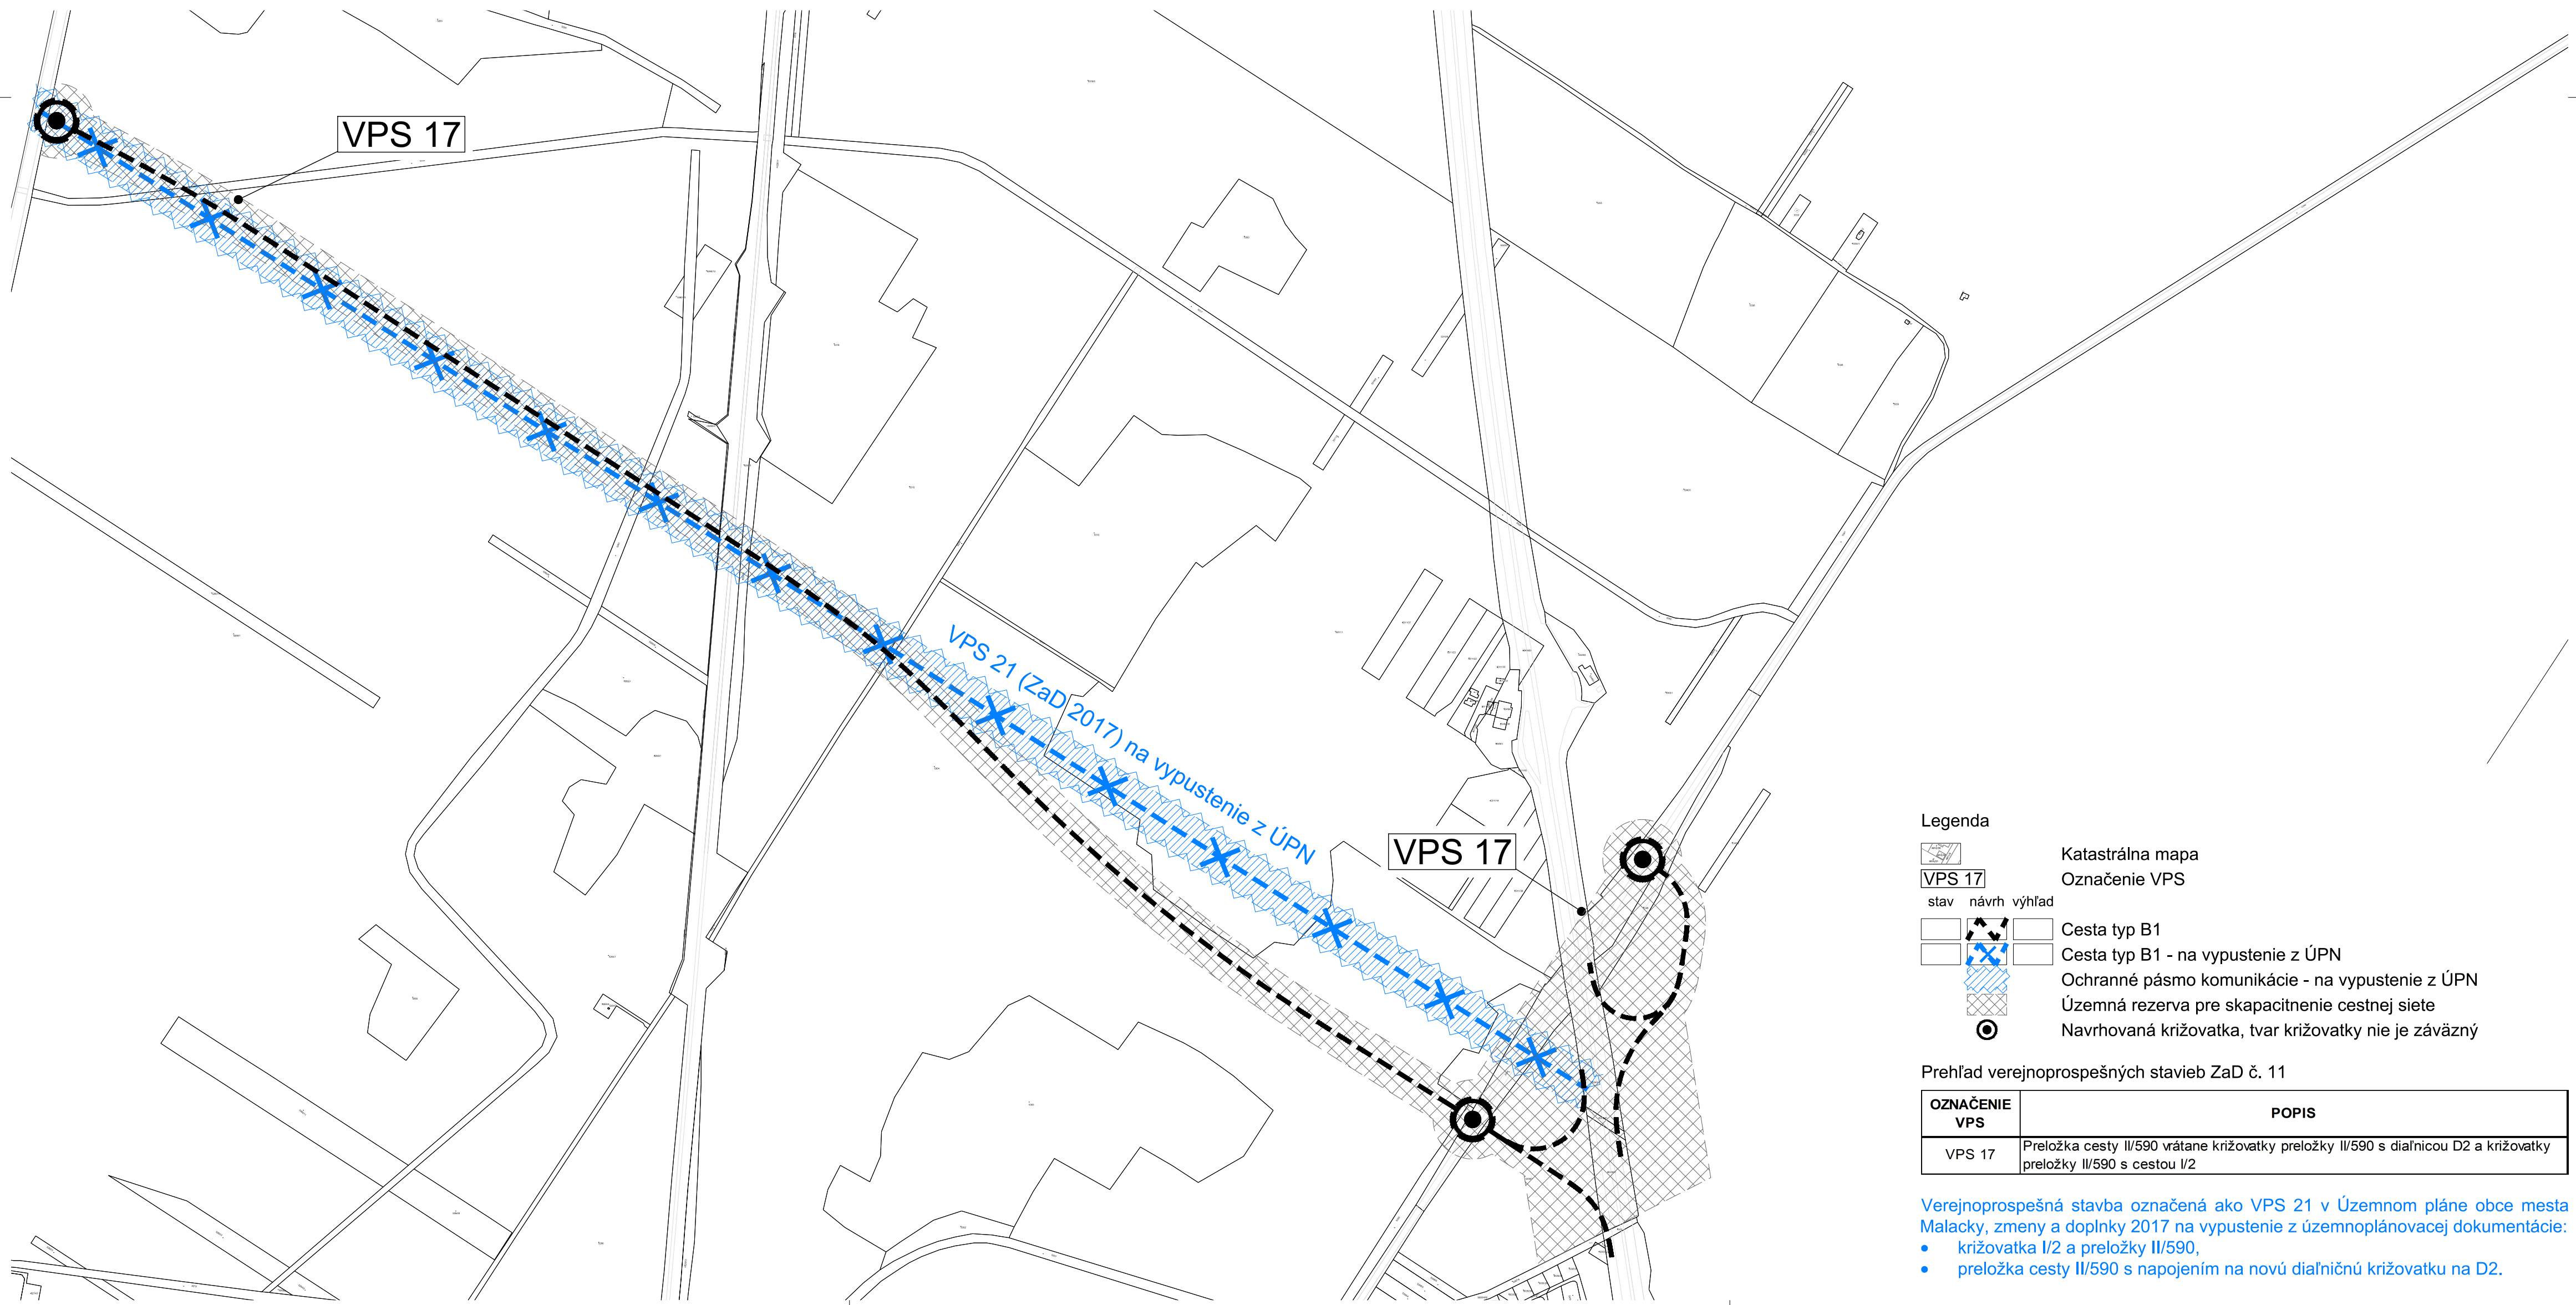 VPS 17
VPS 21 (ZaD 2017) na vypustenie z ÚPN
VPS 17
Legenda
Katastrálna mapa
VPS 17 Označenie VPS
stav návrh výhľad
Cesta typ B1
Cesta typ B1 - na vypustenie z ÚPN
Ochranné pásmo komunikácie - na vypustenie z ÚPN
Územná rezerva pre skapacitnenie cestnej siete
Navrhovaná križovatka, tvar križovatky nie je záväzný
Prehľad verejnoprospešných stavieb ZaD č. 11
OZNAČENIE
VPS
POPIS
VPS 17
Preložka cesty II/590 vrátane križovatky preložky II/590 s diaľnicou D2 a križovatky
preložky II/590 s cestou I/2
Verejnoprospešná stavba označená ako VPS 21 v Územnom pláne obce mesta
Malacky, zmeny a doplnky 2017 na vypustenie z územnoplánovacej dokumentácie:
• križovatka I/2 a preložky II/590,
• preložka cesty II/590 s napojením na novú diaľničnú križovatku na D2.